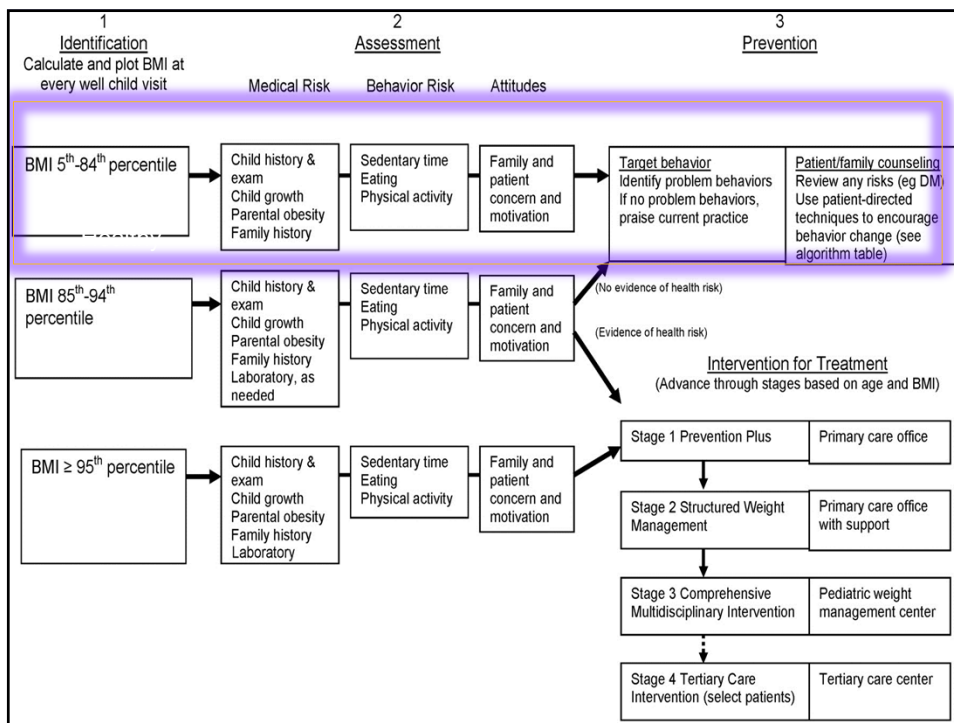 1
Identification
Calculate and plot BMI at
every well child visit
2
Assessment
Medical Risk
Behavior Risk
Attitudes
3
Prevention
BMI 5th-84th percentile
Child history &
exam
Child growth
Parental obesity
Family history
Sedentary time
Eating
Physical activity
Family and
patient
concern and
motivation
Target behavior
Identify problem behaviors
If no problem behaviors,
praise current practice
Patient/family counseling
Review any risks (eg DM)
Use patient-directed
techniques to encourage
behavior change (see
algorithm table)
BMI 85th-94th
percentile
Child history &
exam
Child growth
Parental obesity
Family history
Laboratory, as
needed
Sedentary time
Eating
Physical activity
Family and
patient
concern and
motivation
(No evidence of health risk)
(Evidence of health risk)
Intervention for Treatment
(Advance through stages based on age and BMI)
BMI ≥ 95th percentile
Child history &
exam
Child growth
Parental obesity
Family history
Laboratory
Sedentary time
Eating
Physical activity
Family and
patient
concern and
motivation
Stage 1 Prevention Plus
Primary care office
Stage 2 Structured Weight
Management
Primary care office
with support
Stage 3 Comprehensive
Multidisciplinary Intervention
Pediatric weight
management center
Stage 4 Tertiary Care
Intervention (select patients)
Tertiary care center